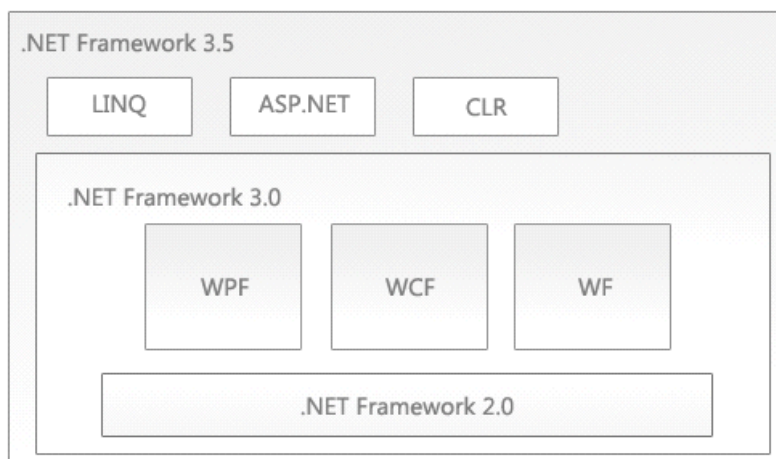 .NET Framework 3.5
LINQ ASP.NET CLR
.NET Framework 3.0
WPF WCF WF
.NET Framework 2.0